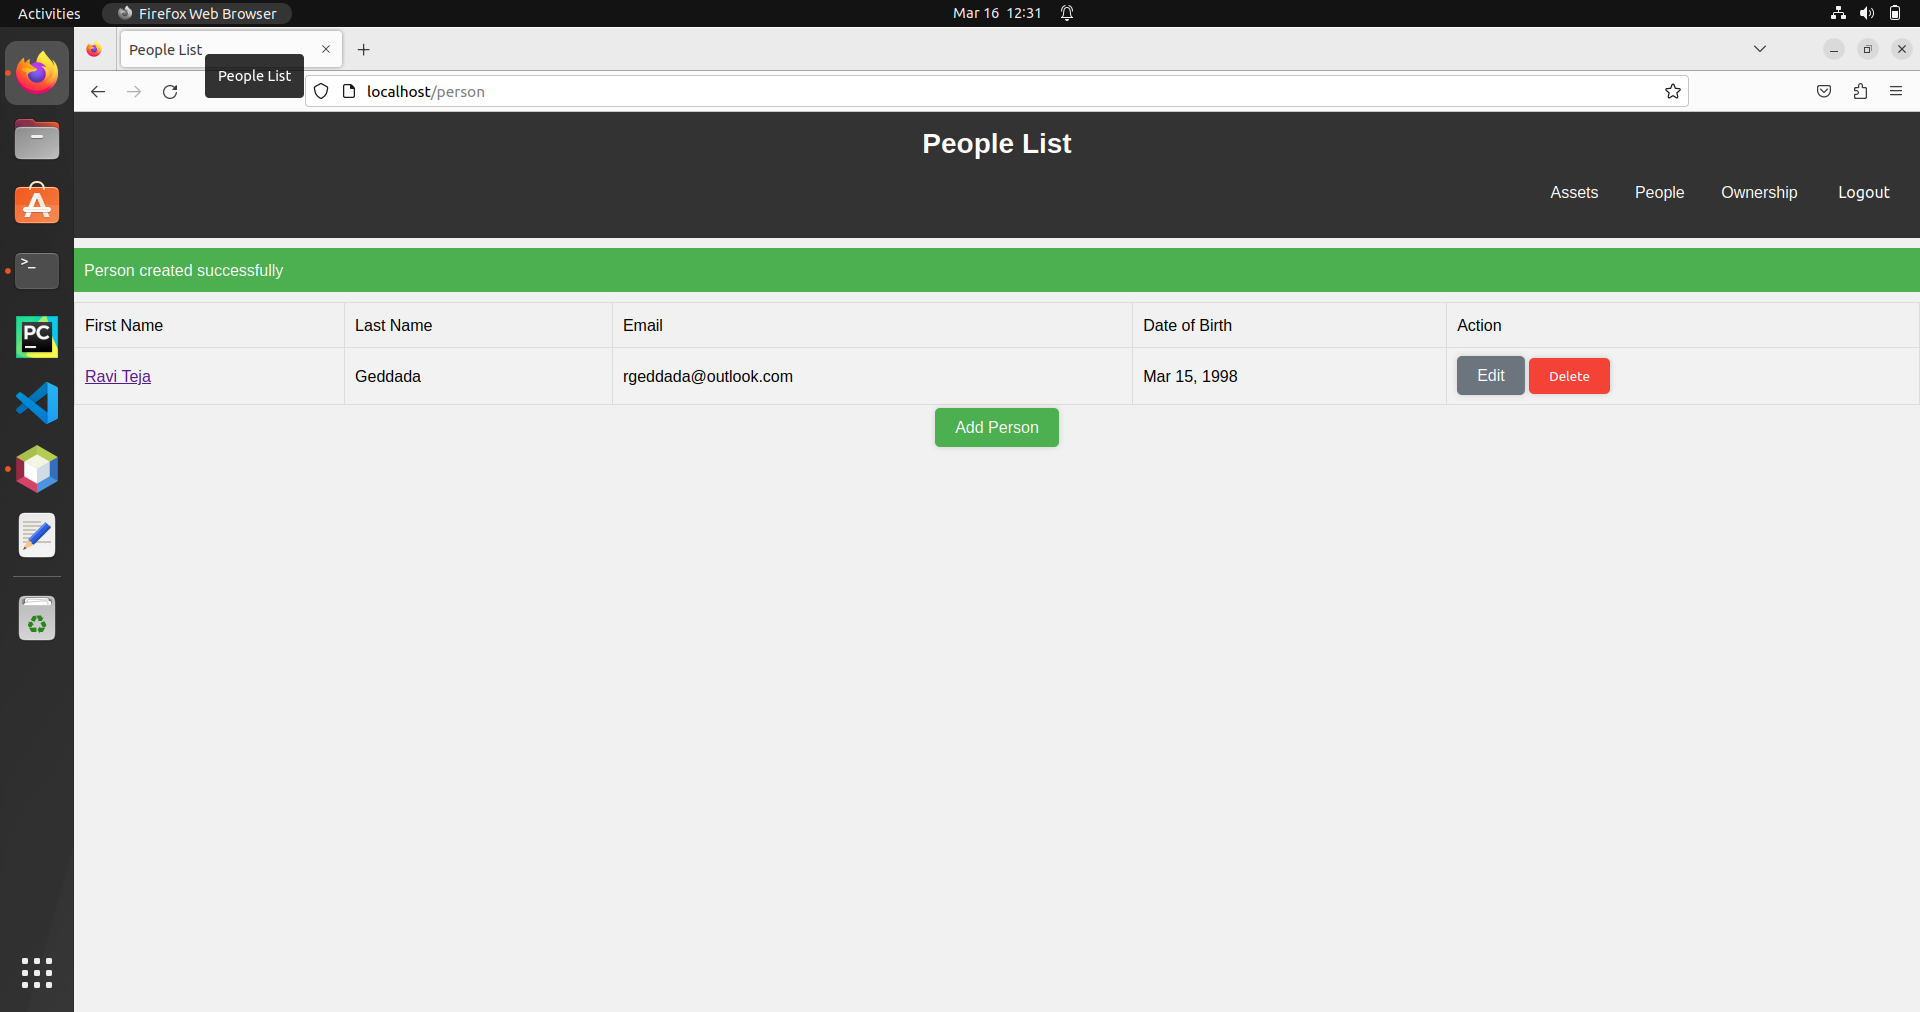 Activities
Firefox Web Browser
Mar 16 12:31
People List
People List
localhost/person
People List
Assets
People
Ownership
Logout
Person created successfully
First Name
Last Name
Email
Date of Birth
Action
Ravi Teja
Geddada
rgeddada@outlook.com
Mar 15, 1998
Edit
Delete
Add Person
>_
PC